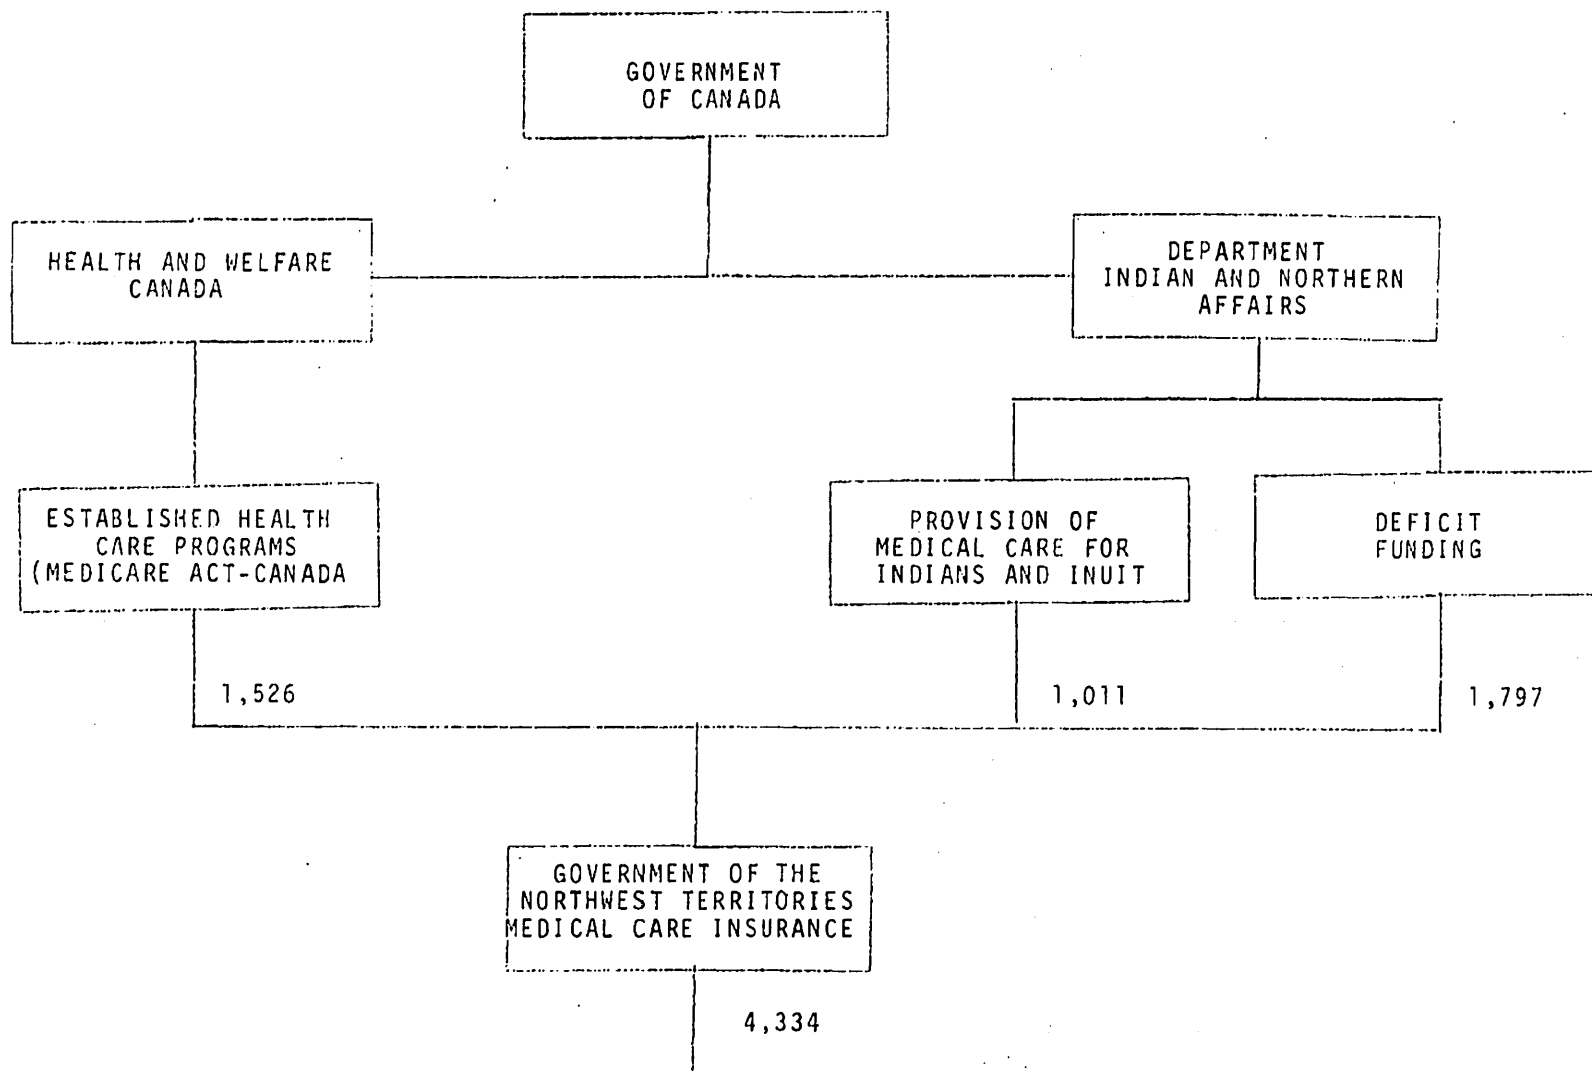 GOVERNMENT
OF CANADA
HEALTH AND WELFARE
CANADA
DEPARTMENT
INDIAN AND NORTHERN
AFFAIRS
ESTABLISHED HEALTH
CARE PROGRAMS
(MEDICARE ACT-CANADA
PROVISION OF
MEDICAL CARE FOR
INDIANS AND INUIT
DEFICIT
FUNDING
1,526
1,011
1,797
GOVERNMENT OF THE
NORTHWEST TERRITORIES
MEDICAL CARE INSURANCE
4,334